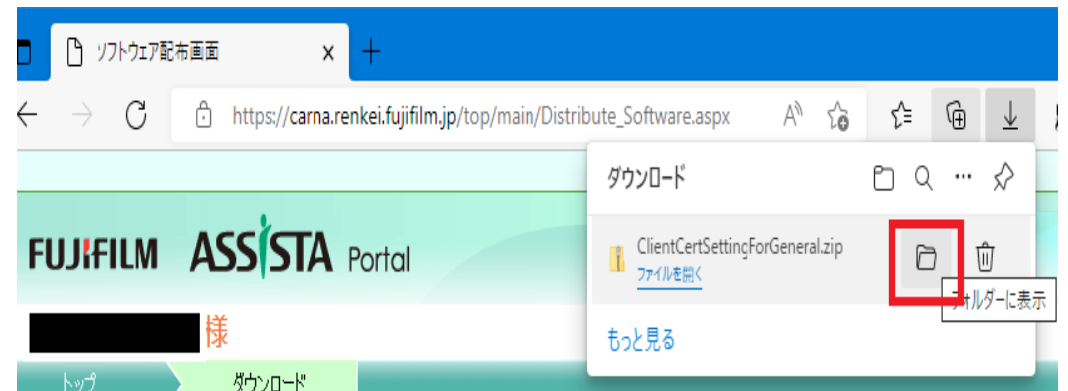 ソフトウェア配布画面
https://carna.renkei.fujifilm.jp/top/main/Distribute_Software.aspx
ダウンロード
FUJIFILM ASSISTA Portal
ClientCertSettingForGeneral.zip
ファイルを開く
フォルダーに表示
様
もっと見る
トップ ダウンロード